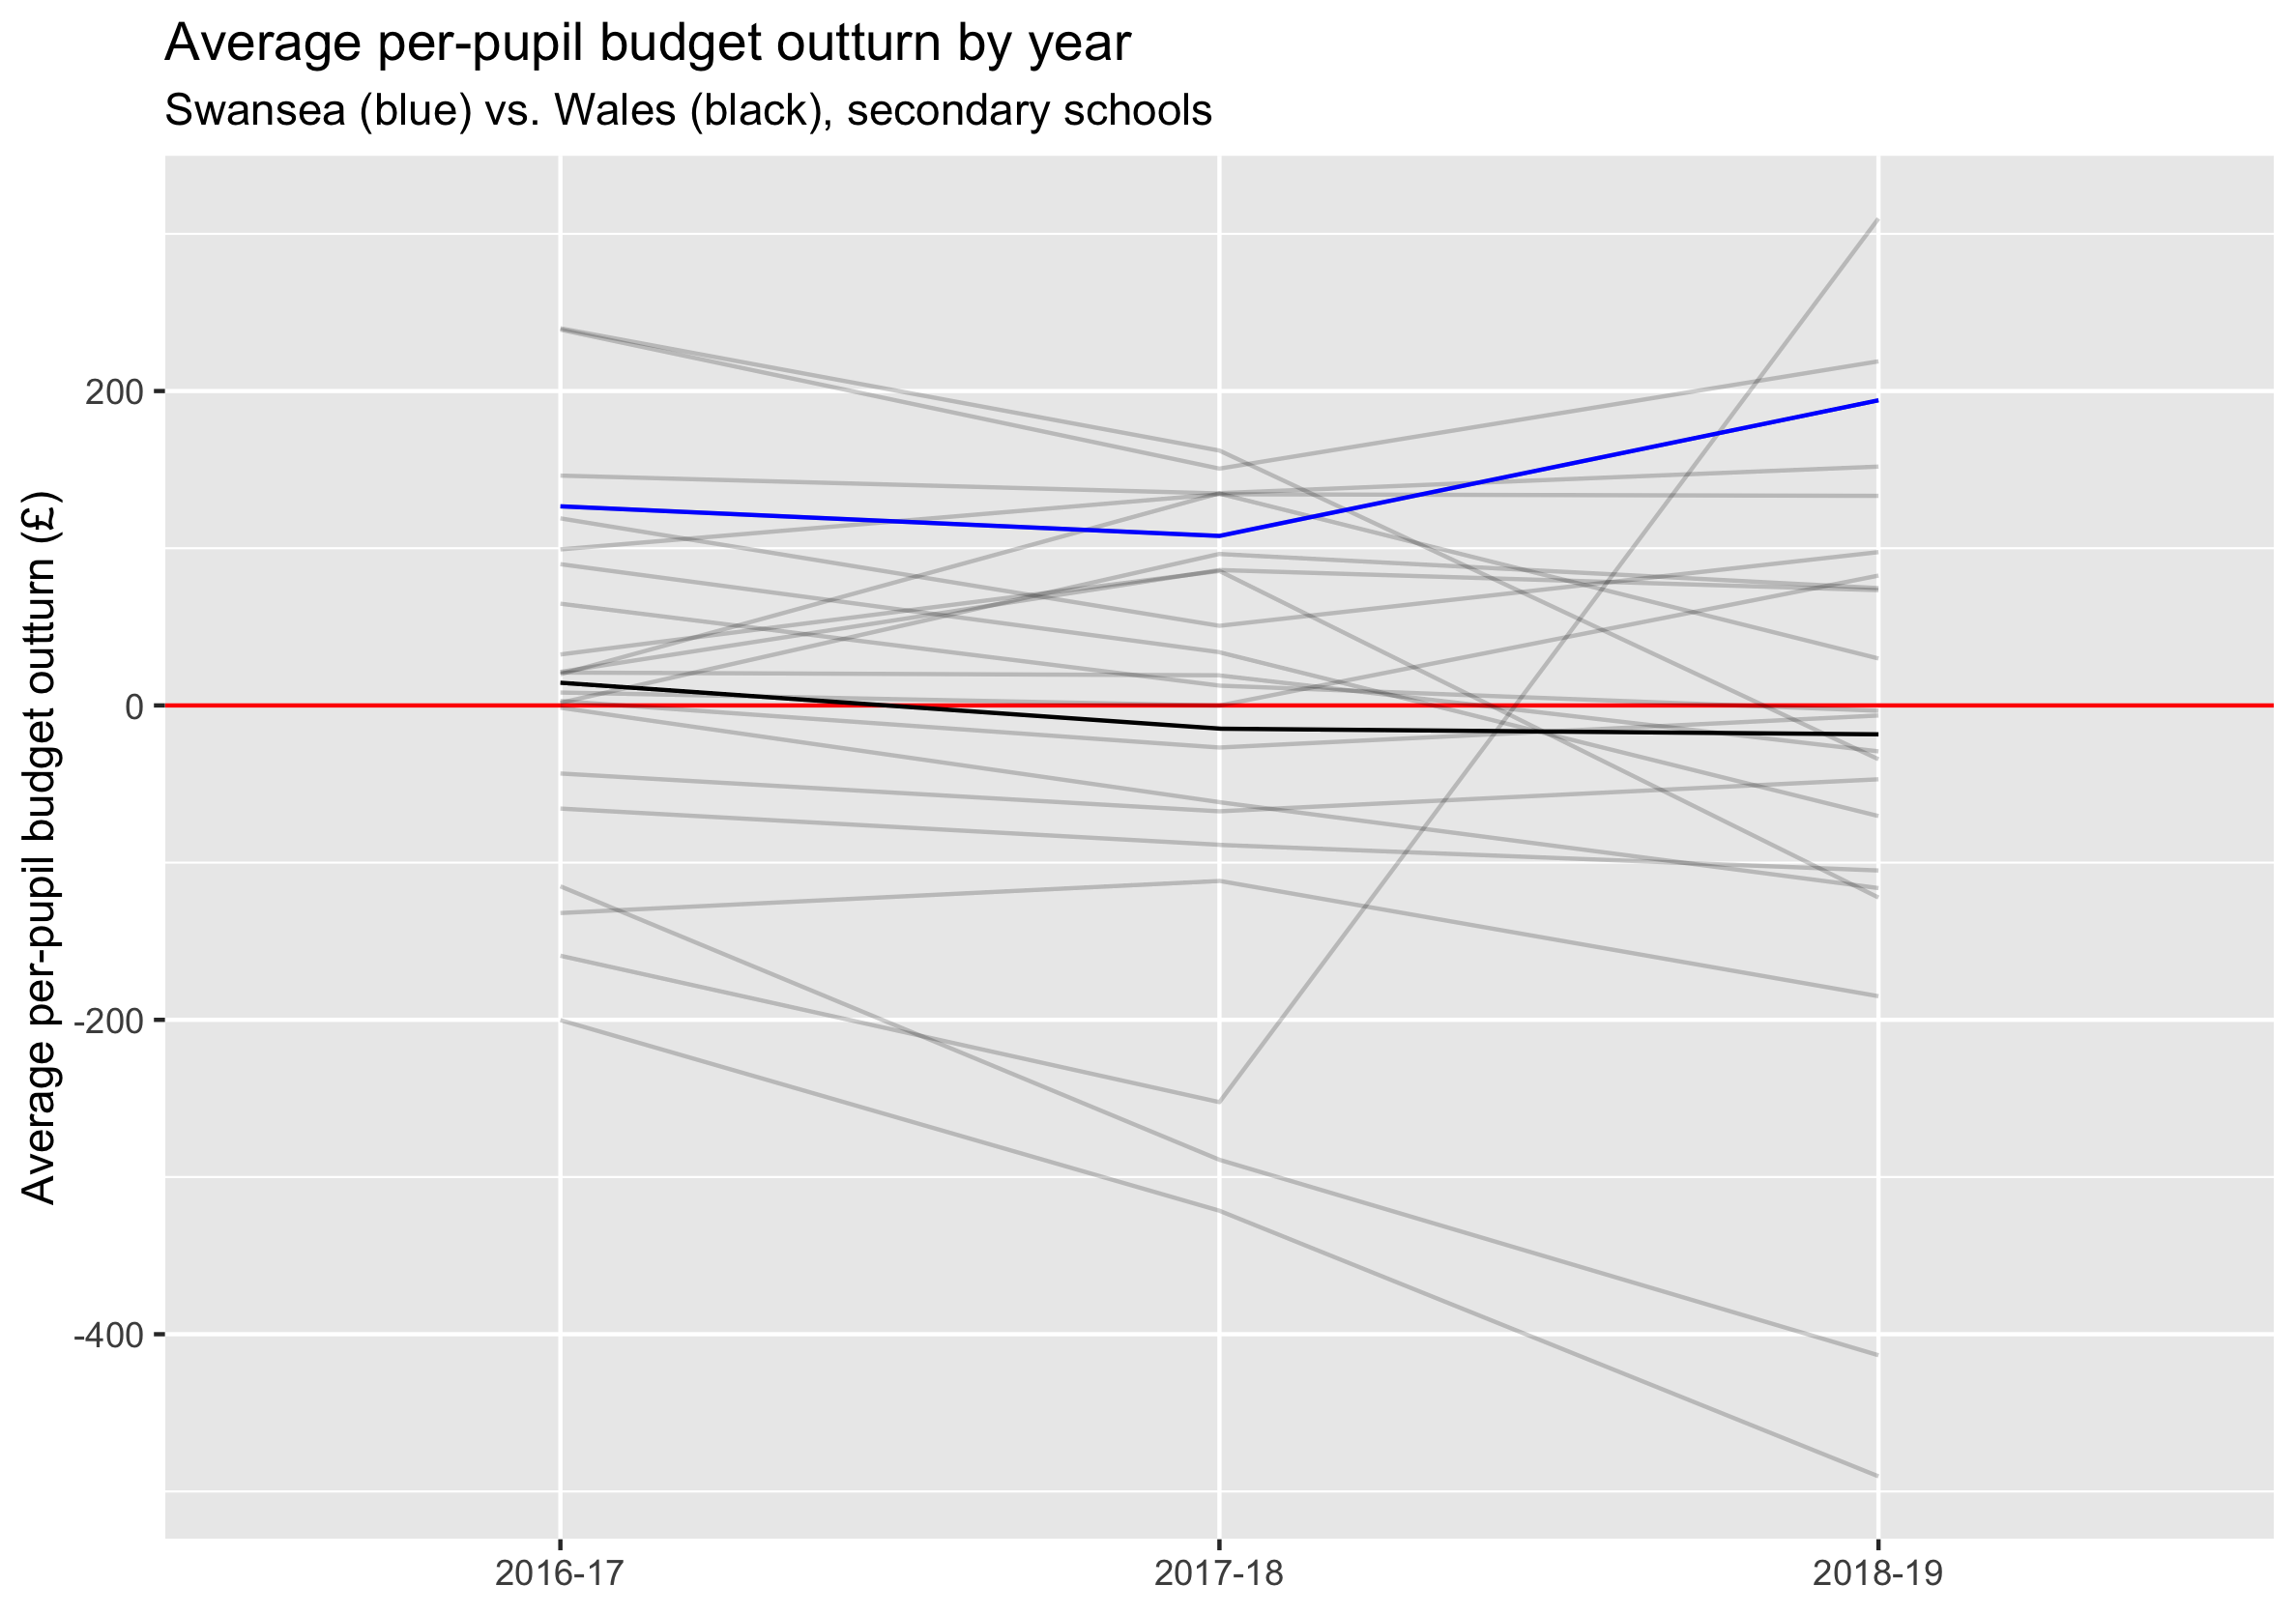 Average per-pupil budget outturn by year
Swansea (blue) vs. Wales (black), secondary schools
Average per-pupil budget outturn (£)
200
0
-200
-400
2016-17
2017-18
2018-19